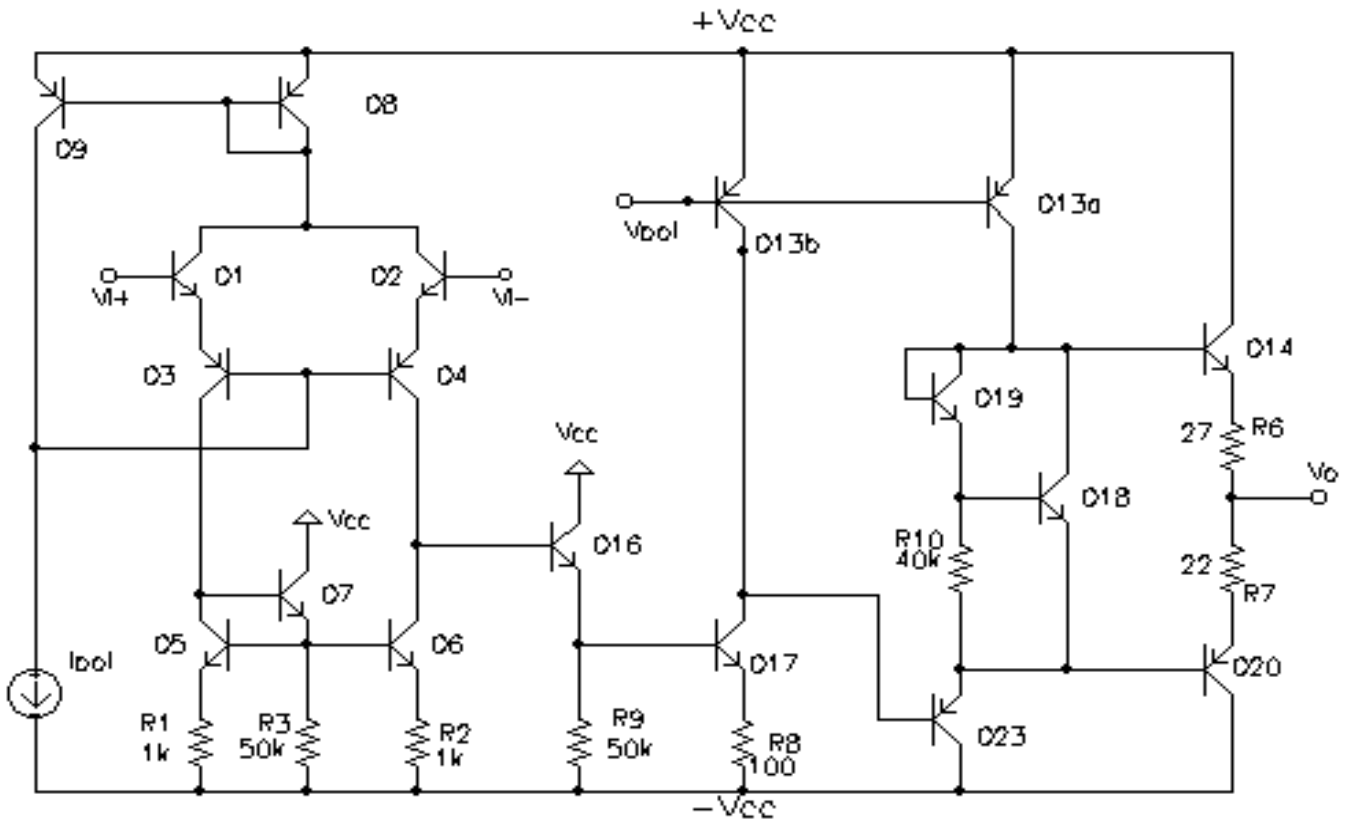 +Vcc
Q8
Q9
Vpol
Q13b
Q13a
Q1
Q2
Vi+
Vi-
Q3
Q4
Q14
Q19
27
R6
Vcc
Vo
Q18
Vcc
Q16
R10
40k
22
R7
Q7
Q5
Q6
Q17
Q20
Ipol
R1
1k
R3
50k
R2
1k
R9
50k
R8
100
Q23
-Vcc